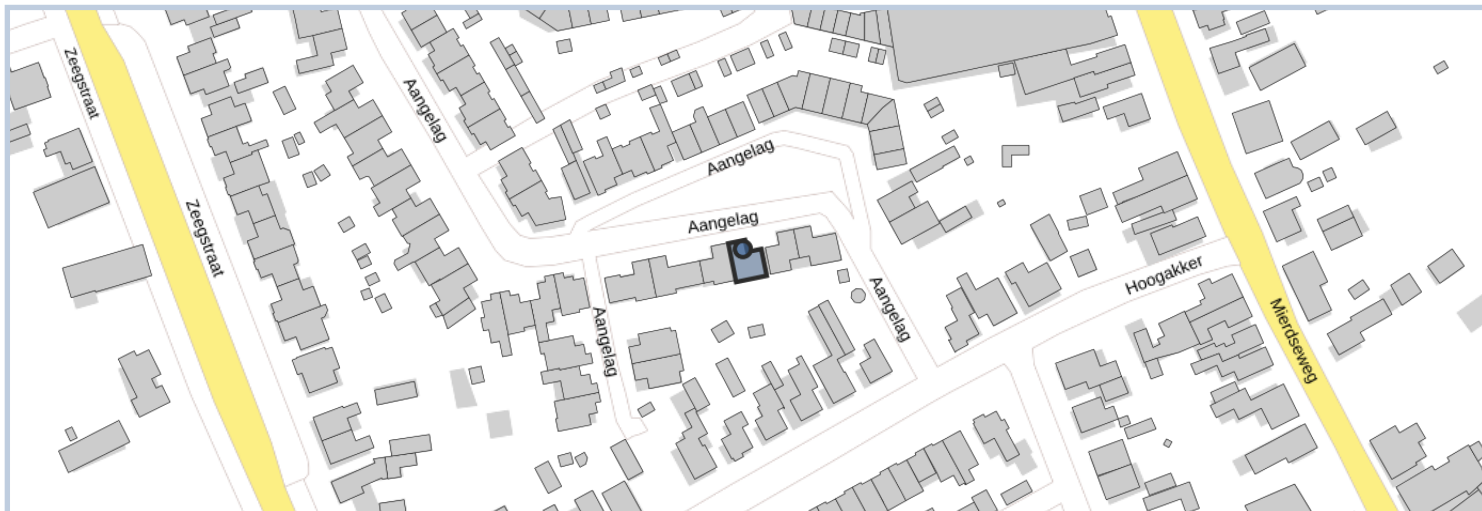 Zeegstraat
Aangelag
Aangelag
Zeegstraat
Aangelag
Hoogakker
Aangelag
Aangelag
Mierdseweg